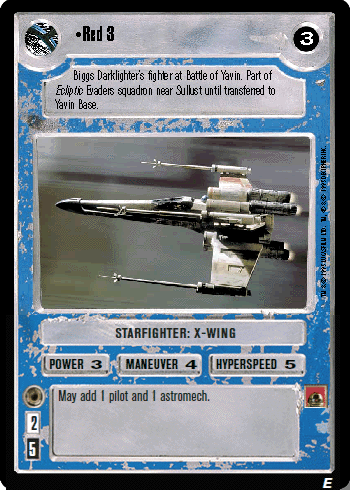 •Red 3
3
Biggs Darklighter's fighter at Battle of Yavin. Part of
Ecliptic Evaders squadron near Sullust until transferred to
Yavin Base.
STARFIGHTER: X-WING
POWER 3 MANEUVER 4 HYPERSPEED 5
May add 1 pilot and 1 astromech.
2
5
E